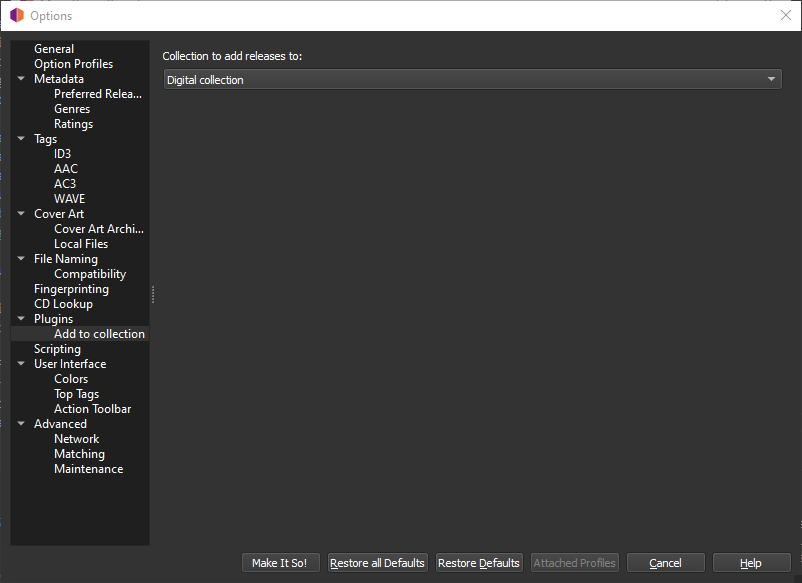 Options
General
Option Profiles
Metadata
Preferred Relea...
Genres
Ratings
Tags
ID3
AAC
AC3
WAVE
Cover Art
Cover Art Archi...
Local Files
File Naming
Compatibility
Fingerprinting
CD Lookup
Plugins
Add to collection
Scripting
User Interface
Colors
Top Tags
Action Toolbar
Advanced
Network
Matching
Maintenance
Collection to add releases to:
Digital collection
Make It So! Restore all Defaults Restore Defaults Attached Profiles Cancel Help